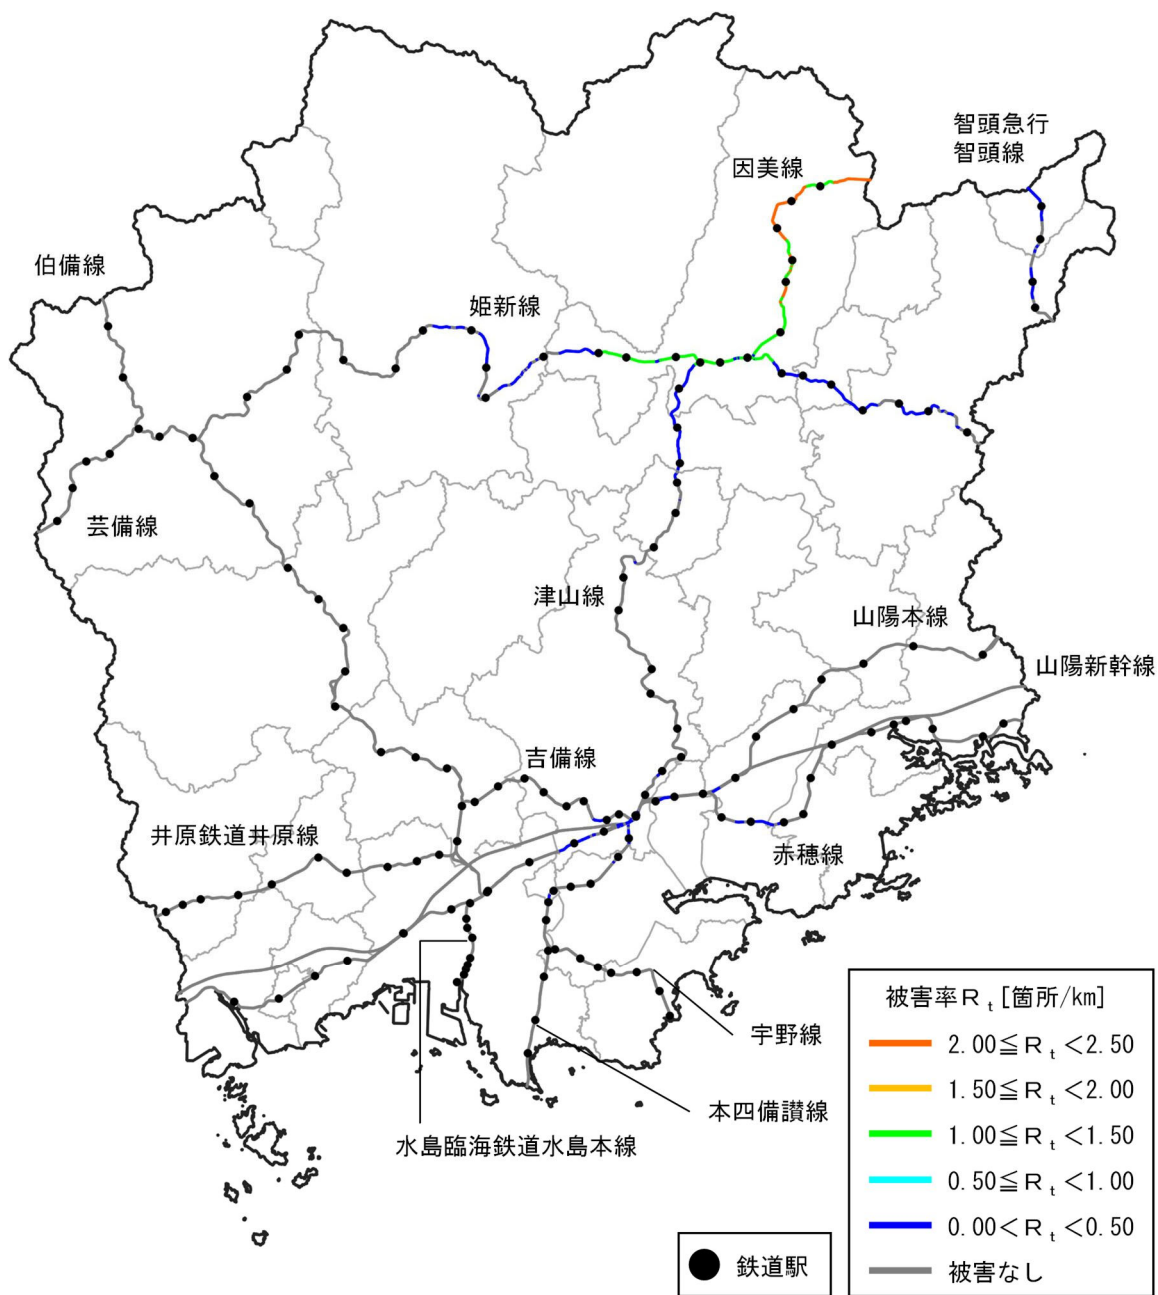 智頭急行
智頭線
因美線
伯備線
姫新線
芸備線
津山線
山陽本線
山陽新幹線
吉備線
井原鉄道井原線
赤穂線
宇野線
本四備讃線
水島臨海鉄道水島本線
被害率Rt[箇所/km]
2.00≦Rt<2.50
1.50≦Rt<2.00
1.00≦Rt<1.50
0.50≦Rt<1.00
0.00<Rt<0.50
被害なし
鉄道駅